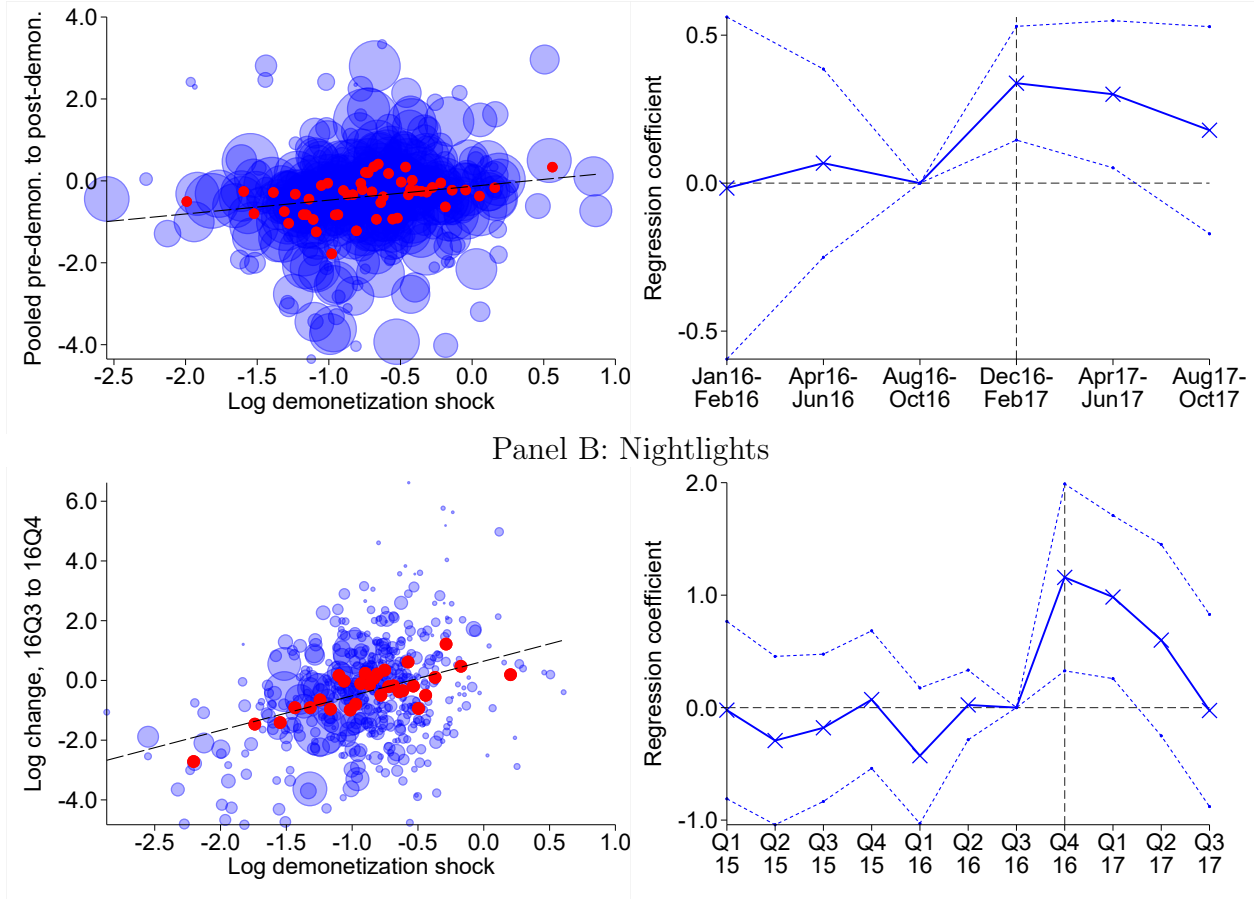 Pooled pre-demon. to post-demon.
4.0
2.0
0.0
-2.0
-4.0
-2.5 -2.0 -1.5 -1.0 -0.5 0.0 0.5 1.0
Log demonetization shock
Regression coefficient
0.5
0.0
-0.5
Jan16- Apr16- Aug16- Dec16- Apr17- Aug17-
Feb16 Jun16 Oct16 Feb17 Jun17 Oct17
Panel B: Nightlights
Log change, 16Q3 to 16Q4
6.0
4.0
2.0
0.0
-2.0
-4.0
-2.5 -2.0 -1.5 -1.0 -0.5 0.0 0.5 1.0
Log demonetization shock
Regression coefficient
2.0
1.0
0.0
-1.0
Q1 Q2 Q3 Q4 Q1 Q2 Q3 Q4 Q1 Q2 Q3
15 15 15 15 16 16 16 16 17 17 17